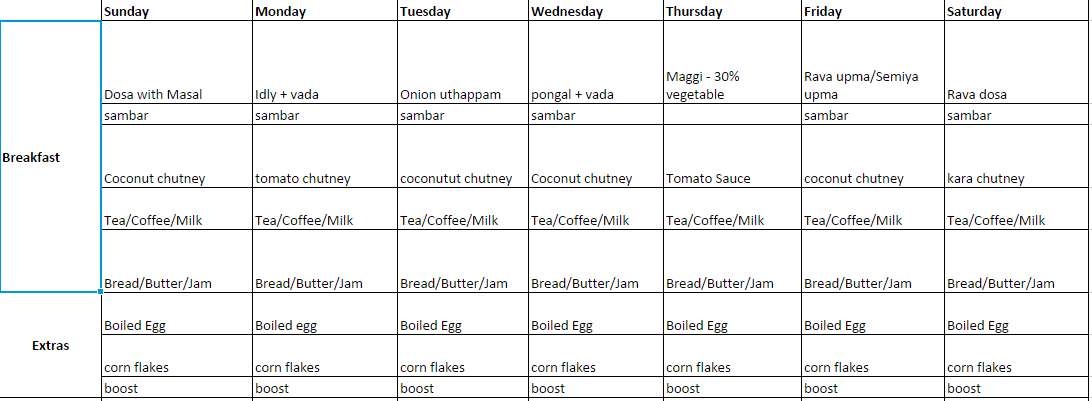 Sunday Monday Tuesday Wednesday Thursday Friday Saturday
Maggi - 30% Rava upma/Semiya
Dosa with Masal Idly + vada Onion uthappam pongal + vada vegetable upma Rava dosa
sambar sambar sambar sambar sambar sambar
Breakfast
Coconut chutney tomato chutney coconutut chutney Coconut chutney Tomato Sauce coconut chutney kara chutney
Tea/Coffee/Milk Tea/Coffee/Milk Tea/Coffee/Milk Tea/Coffee/Milk Tea/Coffee/Milk Tea/Coffee/Milk Tea/Coffee/Milk
Bread/Butter/Jam Bread/Butter/Jam Bread/Butter/Jam Bread/Butter/Jam Bread/Butter/Jam Bread/Butter/Jam Bread/Butter/Jam
Boiled Egg Boiled egg Boiled Egg Boiled Egg Boiled Egg Boiled Egg Boiled Egg
Extras
corn flakes corn flakes corn flakes corn flakes corn flakes corn flakes corn flakes
boost boost boost boost boost boost boost